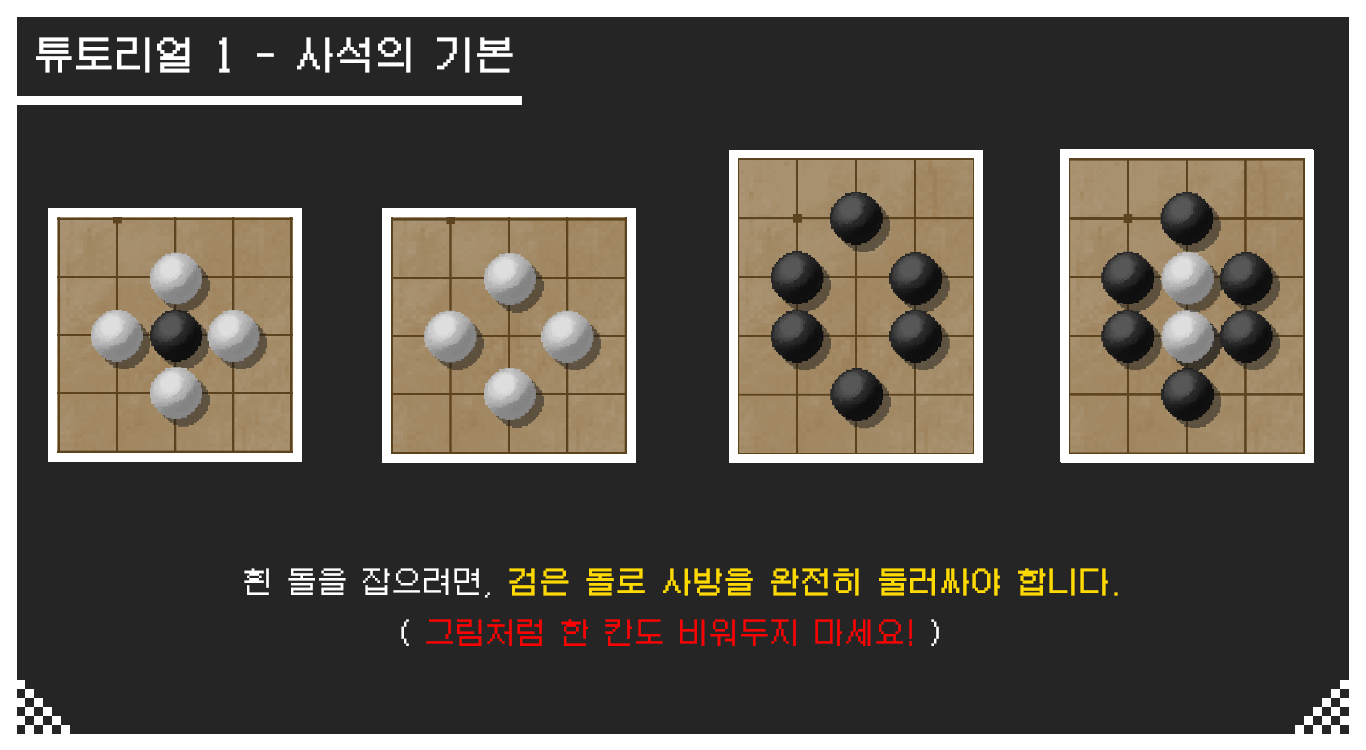 튜토리얼 1 - 사석의 기본
흰 돌을 잡으려면, 검은 돌로 사방을 완전히 둘러싸야 합니다.
( 그림처럼 한 칸도 비워두지 마세요! )